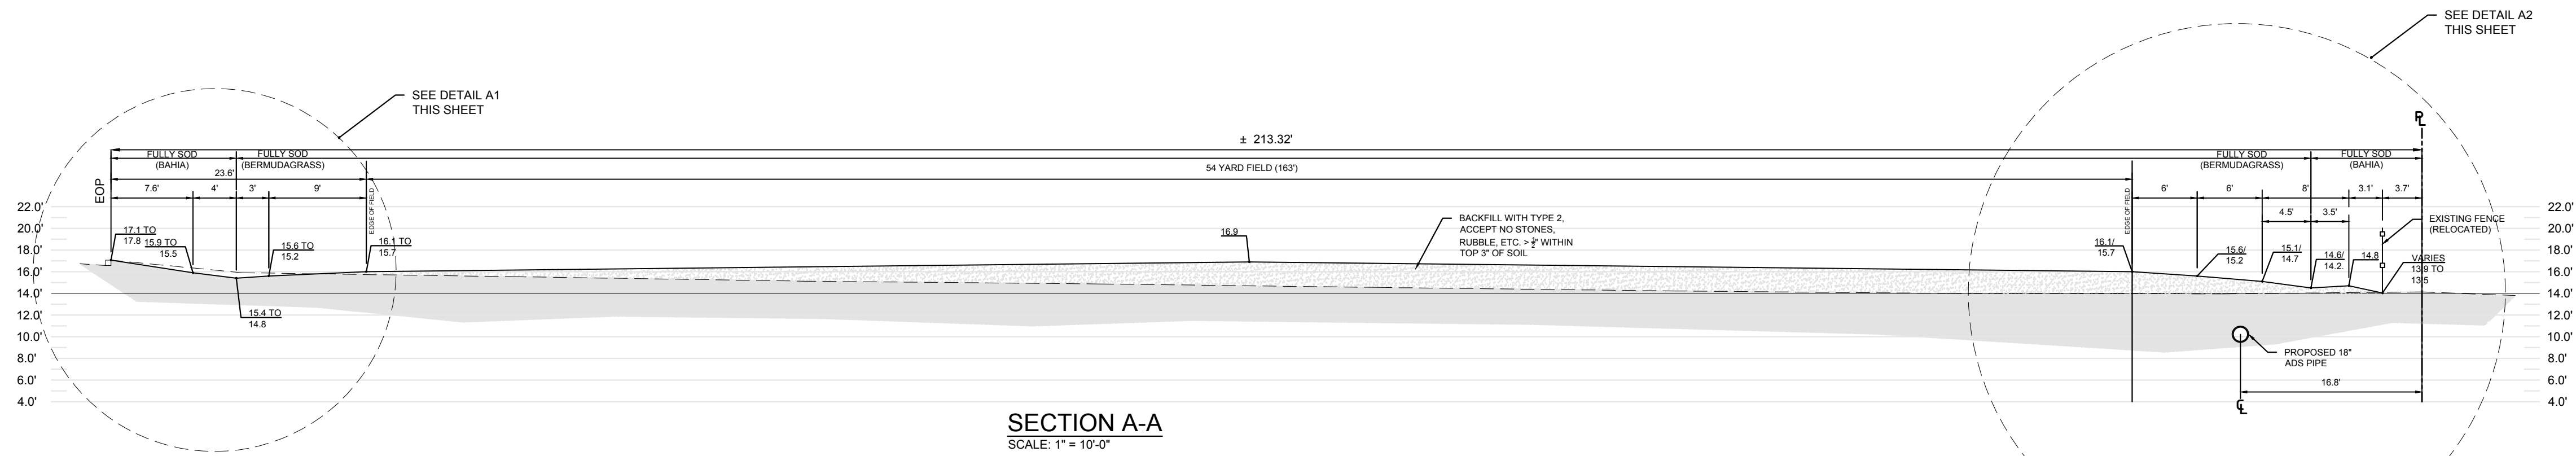 SEE DETAIL A2
THIS SHEET
SEE DETAIL A1
THIS SHEET
PL
± 213.32'
FULLY SOD
(BAHIA)
FULLY SOD
(BERMUDAGRASS)
54 YARD FIELD (163')
FULLY SOD
(BERMUDAGRASS)
FULLY SOD
(BAHIA)
23.6'
EOP
7.6'
4'
3'
9'
EDGE OF FIELD
EDGE OF FIELD
6'
6'
8'
3.1'
3.7'
4.5'
3.5'
22.0'
20.0'
18.0'
16.0'
14.0'
12.0'
10.0'
8.0'
6.0'
4.0'
17.1 TO
17.8
15.9 TO
15.5
15.6 TO
15.2
16.1 TO
15.7
15.4 TO
14.8
16.9
BACKFILL WITH TYPE 2,
ACCEPT NO STONES,
RUBBLE, ETC. > ½" WITHIN
TOP 3" OF SOIL
16.1/
15.7
15.6/
15.2
15.1/
14.7
14.6/
14.2.
14.8
EXISTING FENCE
(RELOCATED)
VARIES
13.9 TO
13.5
22.0'
20.0'
18.0'
16.0'
14.0'
12.0'
10.0'
8.0'
6.0'
4.0'
PROPOSED 18"
ADS PIPE
16.8'
CL
SECTION A-A
SCALE: 1" = 10'-0"